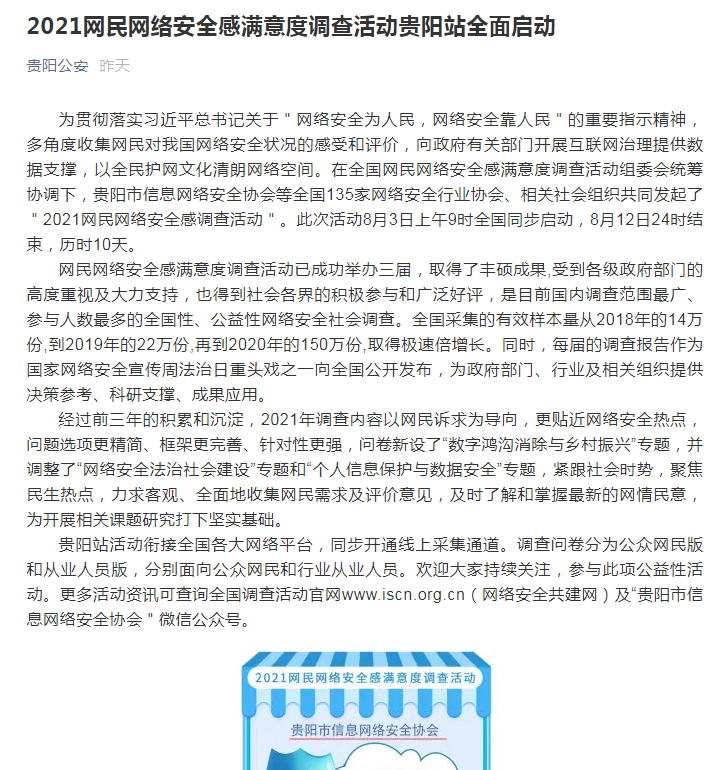 2021网民网络安全感满意度调查活动贵阳站全面启动
贵阳公安 昨天
为贯彻落实习近平总书记关于＂网络安全为人民，网络安全靠人民＂的重要指示精神，
多角度收集网民对我国网络安全状况的感受和评价，向政府有关部门开展互联网治理提供数
据支撑，以全民护网文化清朗网络空间。在全国网民网络安全感满意度调查活动组委会统筹
协调下，贵阳市信息网络安全协会等全国135家网络安全行业协会、相关社会组织共同发起了
＂2021网民网络安全感调查活动＂。此次活动8月3日上午9时全国同步启动，8月12日24时结
束，历时10天。
网民网络安全感满意度调查活动已成功举办三届，取得了丰硕成果,受到各级政府部门的
高度重视及大力支持，也得到社会各界的积极参与和广泛好评，是目前国内调查范围最广、
参与人数最多的全国性、公益性网络安全社会调查。全国采集的有效样本量从2018年的14万
份,到2019年的22万份,再到2020年的150万份,取得极速倍增长。同时，每届的调查报告作为
国家网络安全宣传周法治日重头戏之一向全国公开发布，为政府部门、行业及相关组织提供
决策参考、科研支撑、成果应用。
经过前三年的积累和沉淀，2021年调查内容以网民诉求为导向，更贴近网络安全热点，
问题选项更精简、框架更完善、针对性更强，问卷新设了“数字鸿沟消除与乡村振兴”专题，并
调整了“网络安全法治社会建设”专题和“个人信息保护与数据安全”专题，紧跟社会时势，聚焦
民生热点，力求客观、全面地收集网民需求及评价意见，及时了解和掌握最新的网情民意，
为开展相关课题研究打下坚实基础。
贵阳站活动衔接全国各大网络平台，同步开通线上采集通道。调查问卷分为公众网民版
和从业人员版，分别面向公众网民和行业从业人员。欢迎大家持续关注，参与此项公益性活
动。更多活动资讯可查询全国调查活动官网www.iscn.org.cn（网络安全共建网）及“贵阳市信
息网络安全协会＂微信公众号。
2021网民网络安全感满意度调查活动
贵阳市信息网络安全协会